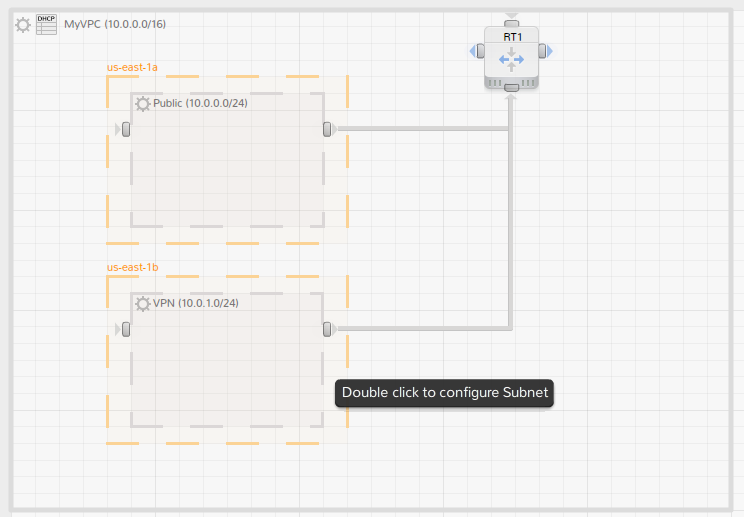 DHCP
MyVPC (10.0.0.0/16)
RT1
us-east-1a
Public (10.0.0.0/24)
us-east-1b
VPN (10.0.1.0/24)
Double click to configure Subnet